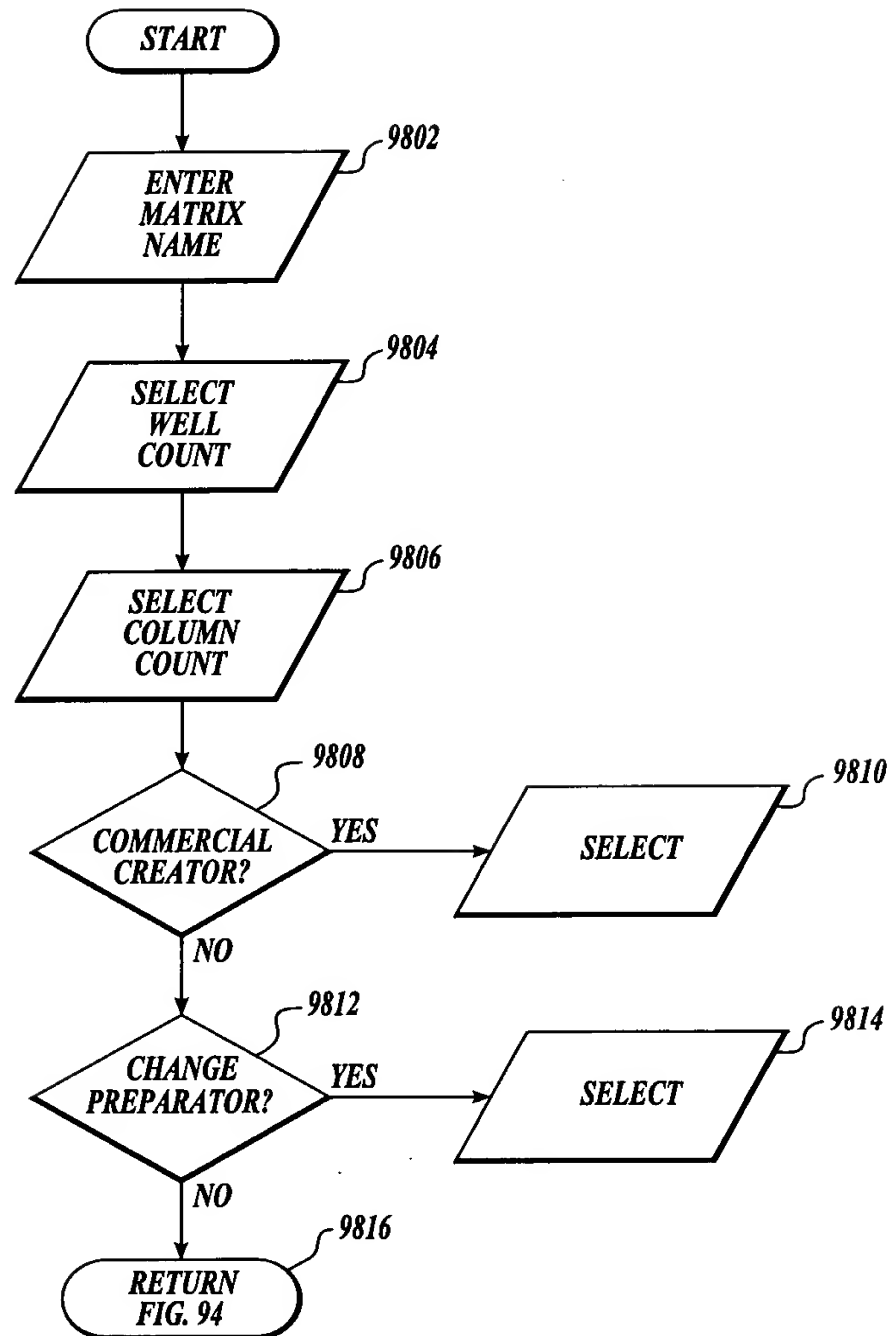 START
9802
ENTER
MATRIX
NAME
9804
SELECT
WELL
COUNT
9806
SELECT
COLUMN
COUNT
9808
COMMERCIAL
CREATOR?
YES
9810
SELECT
NO
9812
CHANGE
PREPARATOR?
YES
9814
SELECT
NO
9816
RETURN
FIG. 94